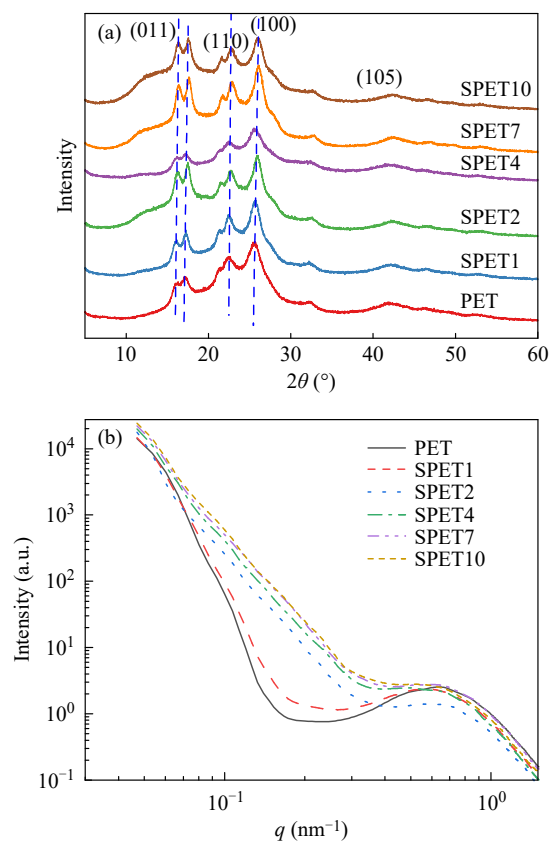 (a)
(011)
(110)
(100)
(105)
SPET10
SPET7
SPET4
SPET2
SPET1
PET
Intensity
10 20 30 40 50 60
2θ (°)
(b)
PET
SPET1
SPET2
SPET4
SPET7
SPET10
10⁴
10³
10²
10¹
10⁰
10⁻¹
Intensity (a.u.)
10⁻¹ 10⁰
q (nm⁻¹)